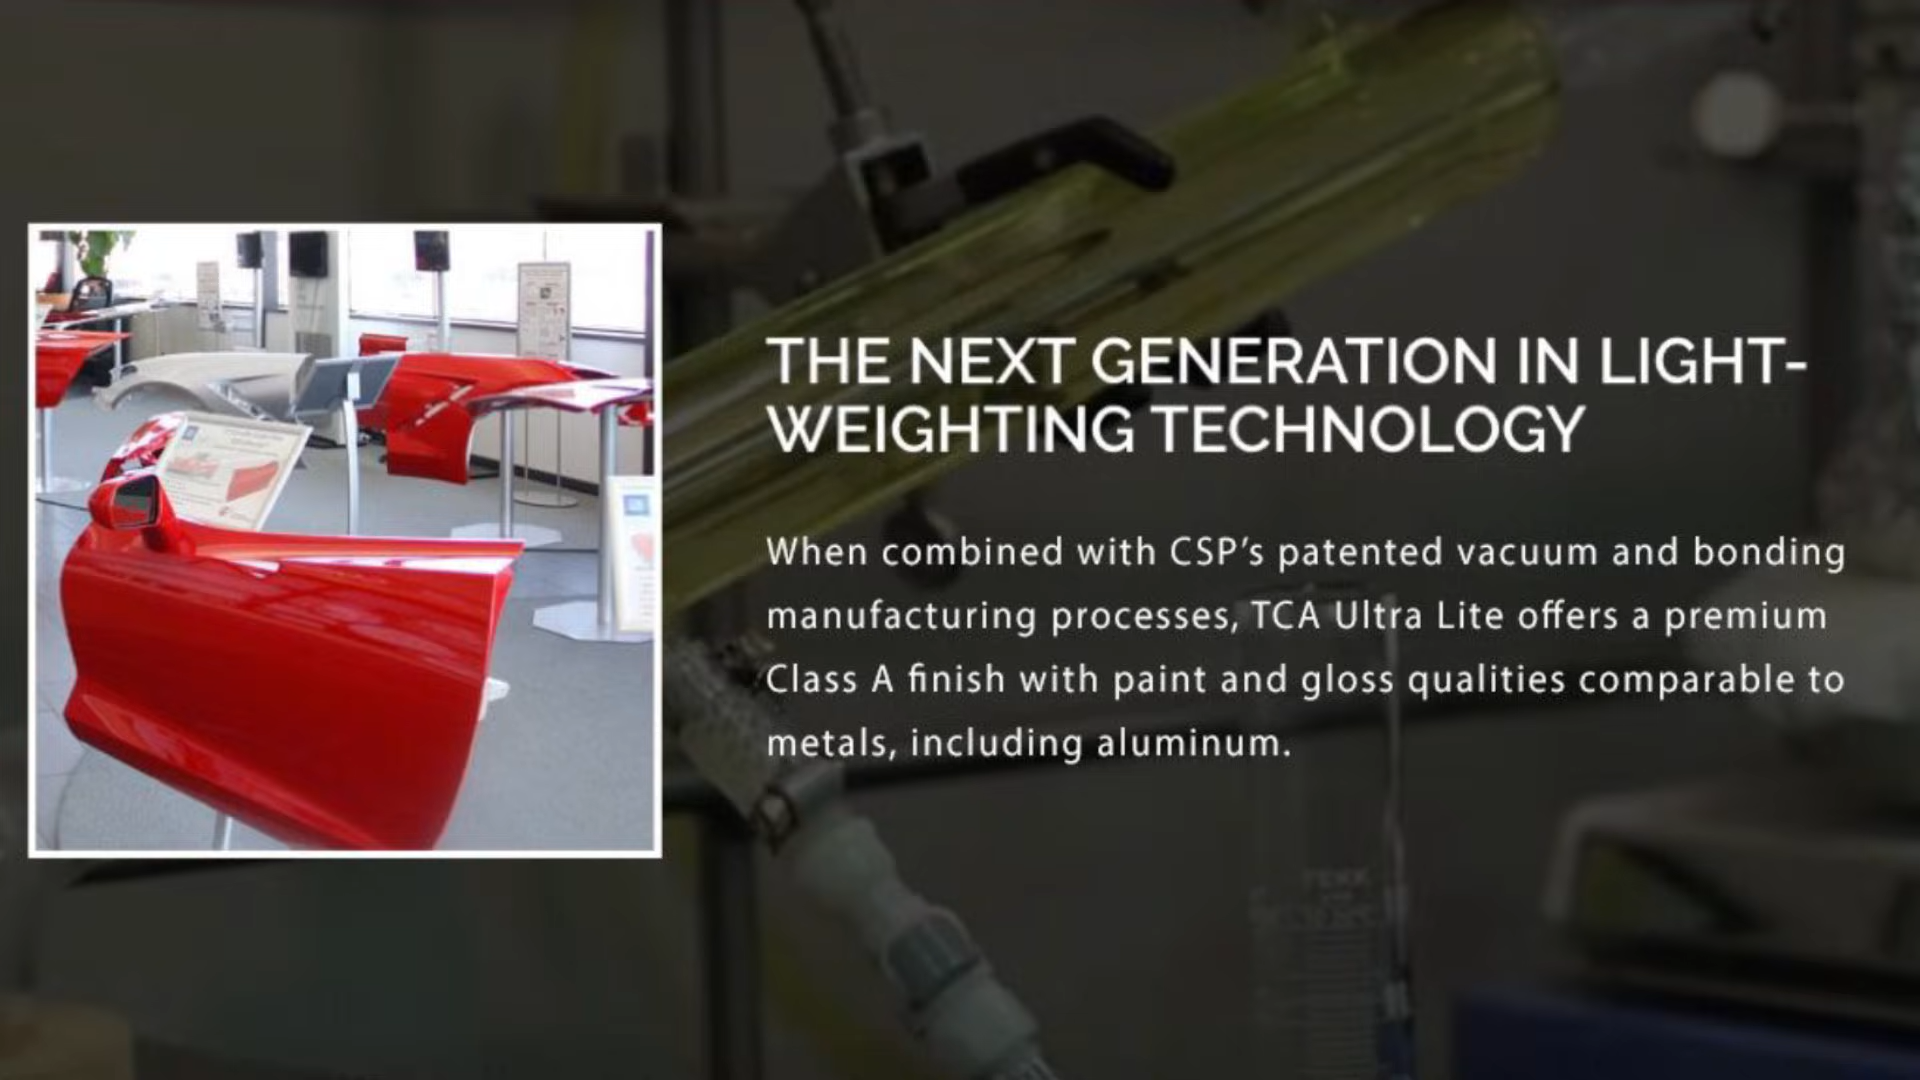 THE NEXT GENERATION IN LIGHT-
WEIGHTING TECHNOLOGY
When combined with CSP’s patented vacuum and bonding
manufacturing processes, TCA Ultra Lite offers a premium
Class A finish with paint and gloss qualities comparable to
metals, including aluminum.